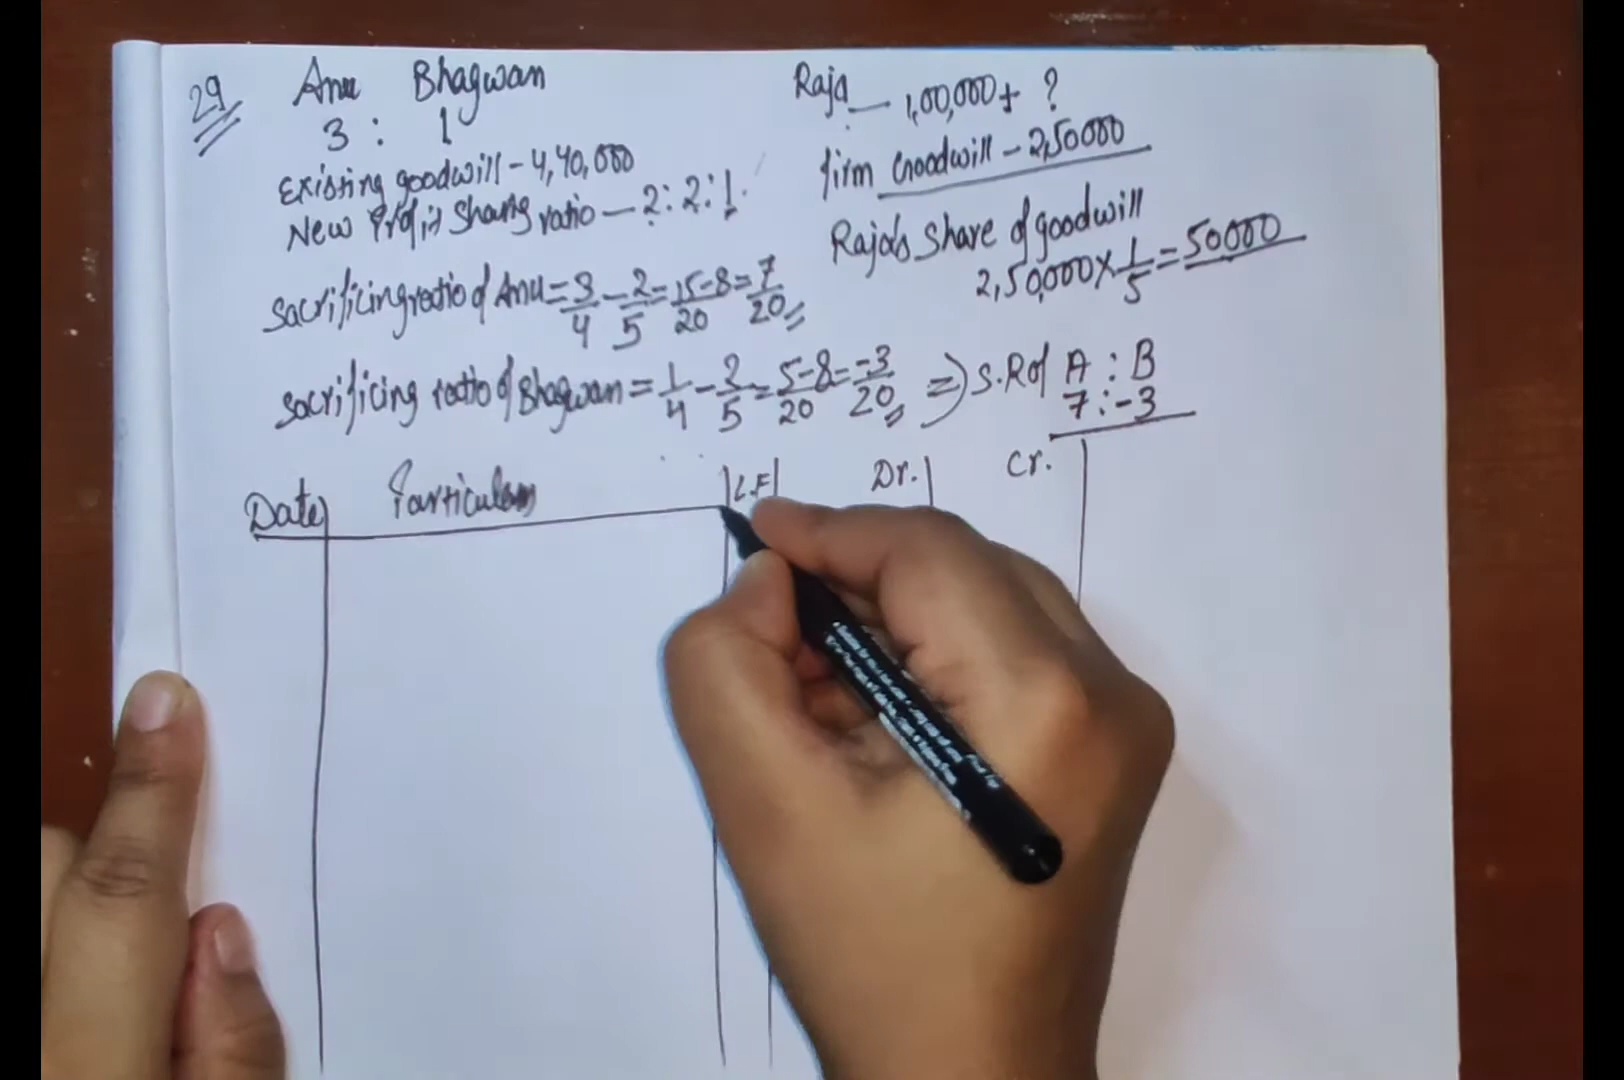 29
Anu Bhagwan
3 : 1
Existing goodwill - 4,40,000
New Profit Sharing ratio - 2 : 2 : 1.
Raja - 1,00,000 + ?
firm Goodwill - 2,50000
Raja's Share of goodwill
2,50,000 × 1/5 = 50000
Sacrificing ratio of Anu = 3/4 - 2/5 = 15-8/20 = 7/20
Sacrificing ratio of Bhagwan = 1/4 - 2/5 = 5-8/20 = -3/20 => S.R of A : B
7 : -3
Date Particulars L.F Dr. Cr.